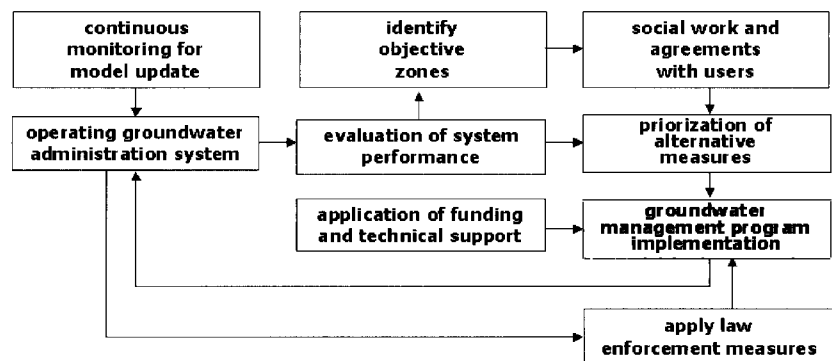 continuous
monitoring for
model update
identify
objective
zones
social work and
agreements
with users
operating groundwater
administration system
evaluation of system
performance
priorization of
alternative
measures
application of funding
and technical support
groundwater
management program
implementation
apply law
enforcement measures